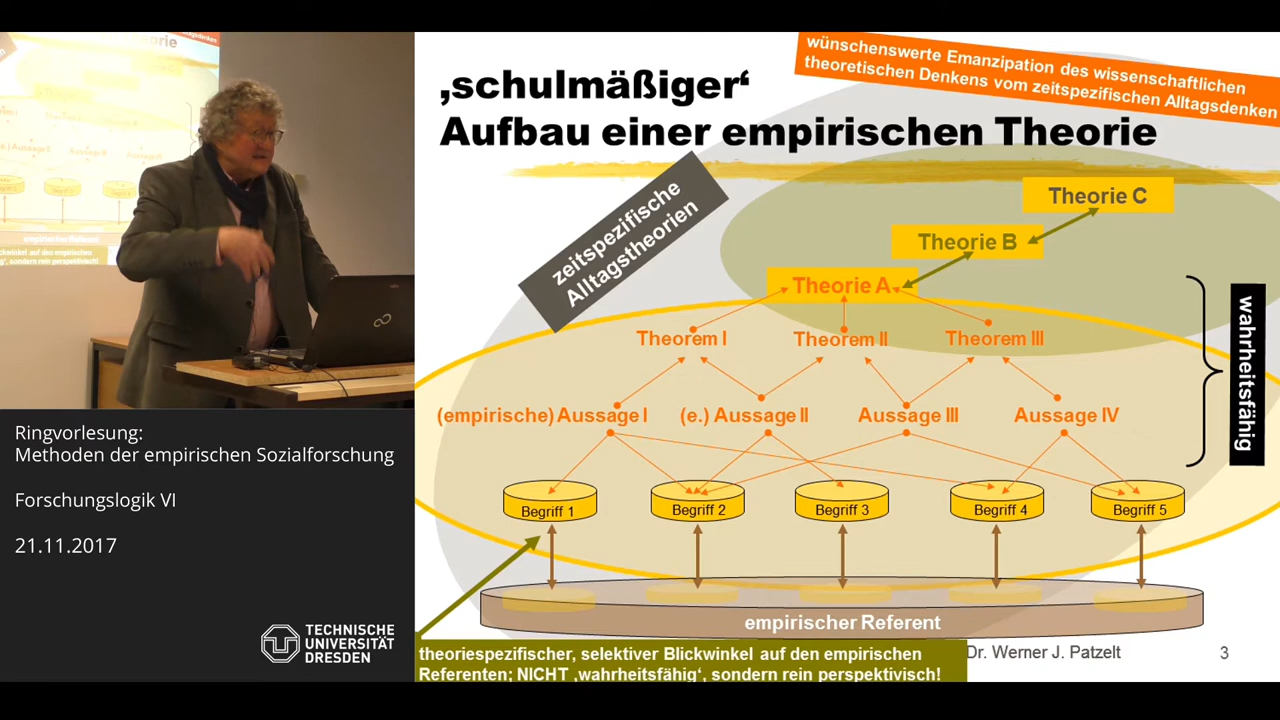 wünschenswerte Emanzipation des wissenschaftlichen
theoretischen Denkens vom zeitspezifischen Alltagsdenken
‚schulmäßiger‘
Aufbau einer empirischen Theorie
zeitspezifische
Alltagstheorien
Theorie C
Theorie B
Theorie A
Theorem I Theorem II Theorem III
(empirische) Aussage I (e.) Aussage II Aussage III Aussage IV
wahrheitsfähig
Begriff 1 Begriff 2 Begriff 3 Begriff 4 Begriff 5
empirischer Referent
theoriespezifischer, selektiver Blickwinkel auf den empirischen
Referenten; NICHT ‚wahrheitsfähig‘, sondern rein perspektivisch!
Dr. Werner J. Patzelt 3
Ringvorlesung:
Methoden der empirischen Sozialforschung
Forschungslogik VI
21.11.2017
TECHNISCHE
UNIVERSITÄT
DRESDEN